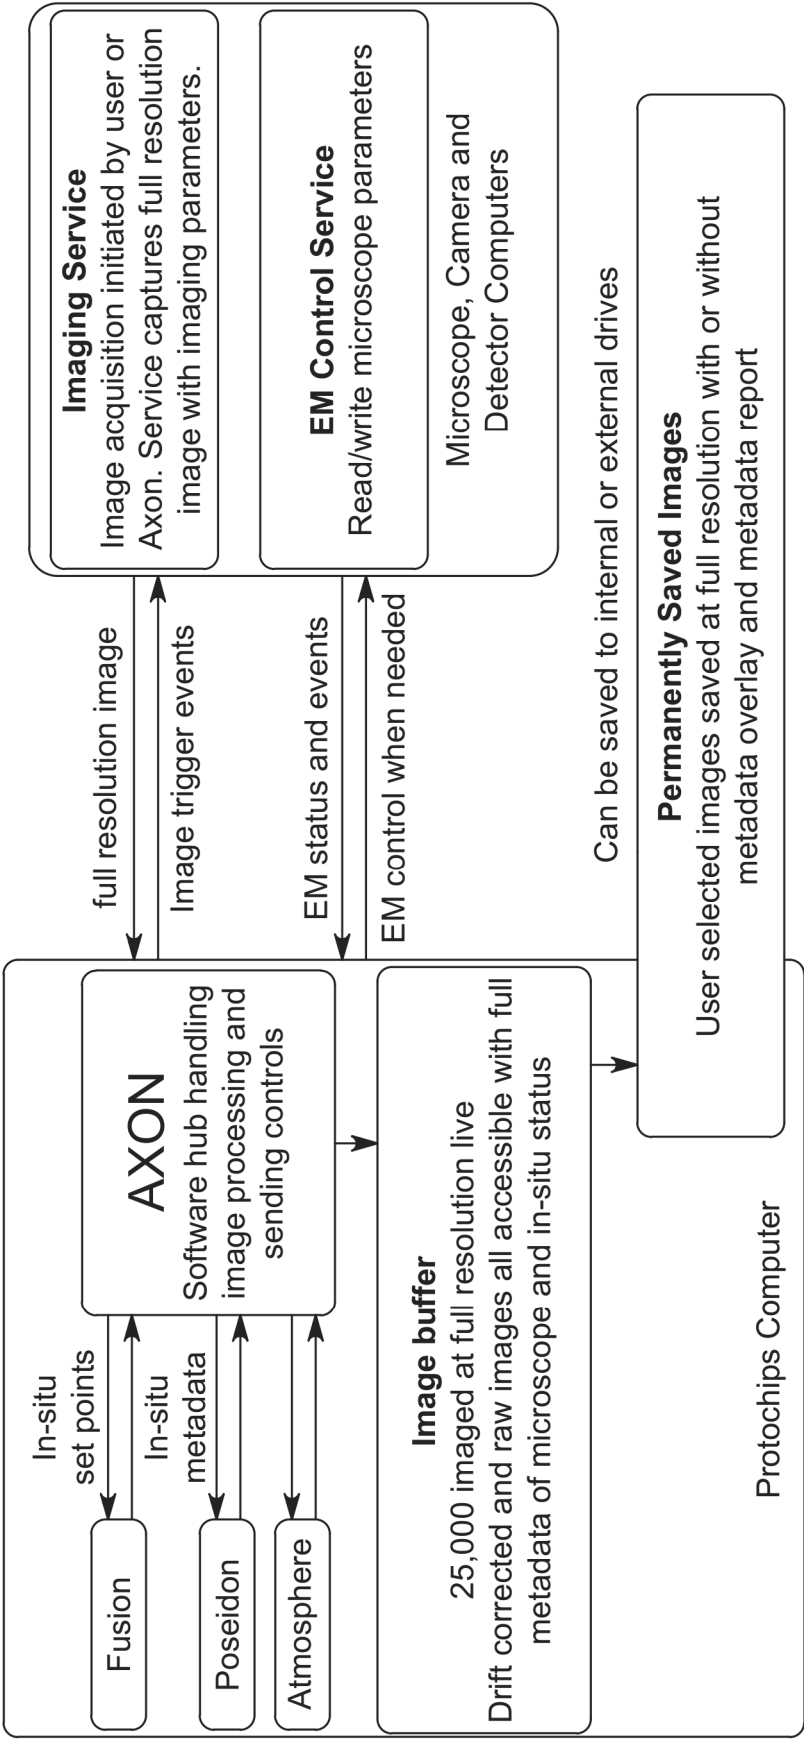 In-situ
set points
In-situ
metadata
Fusion
Poseidon
Atmosphere
AXON
Software hub handling
image processing and
sending controls
full resolution image
Image trigger events
EM status and events
EM control when needed
Imaging Service
Image acquisition initiated by user or
Axon. Service captures full resolution
image with imaging parameters.
EM Control Service
Read/write microscope parameters
Microscope, Camera and
Detector Computers
Image buffer
25,000 imaged at full resolution live
Drift corrected and raw images all accessible with full
metadata of microscope and in-situ status
Can be saved to internal or external drives
Permanently Saved Images
User selected images saved at full resolution with or without
metadata overlay and metadata report
Protochips Computer